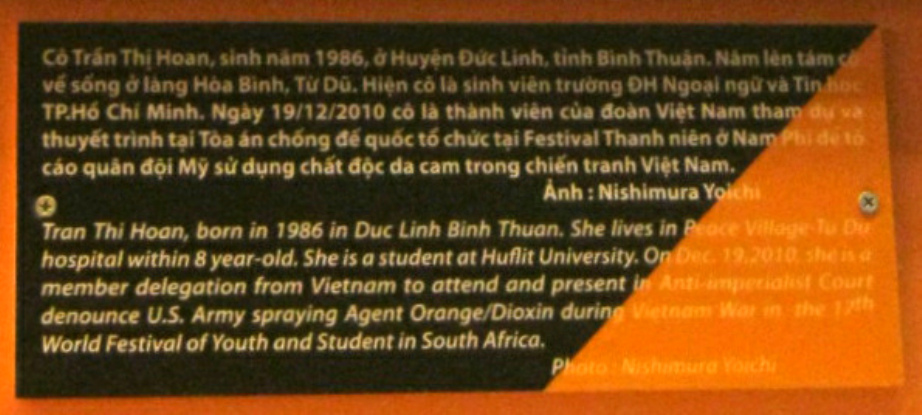 Cô Trần Thị Hoan, sinh năm 1986, ở Huyện Đức Linh, tỉnh Bình Thuận. Năm lên tám cô
về sống ở làng Hòa Bình, Từ Dũ. Hiện cô là sinh viên trường ĐH Ngoại ngữ và Tin học
TP.Hồ Chí Minh. Ngày 19/12/2010 cô là thành viên của đoàn Việt Nam tham dự và
thuyết trình tại Tòa án chống đế quốc tổ chức tại Festival Thanh niên ở Nam Phi để tố
cáo quân đội Mỹ sử dụng chất độc da cam trong chiến tranh Việt Nam.
Ảnh : Nishimura Yoichi
Tran Thi Hoan, born in 1986 in Duc Linh Binh Thuan. She lives in Peace Village-Tu Du
hospital within 8 year-old. She is a student at Huflit University. On Dec. 19,2010, she is a
member delegation from Vietnam to attend and present in Anti-imperialist Court
denounce U.S. Army spraying Agent Orange/Dioxin during Vietnam War in the 17th
World Festival of Youth and Student in South Africa.
Photo : Nishimura Yoichi